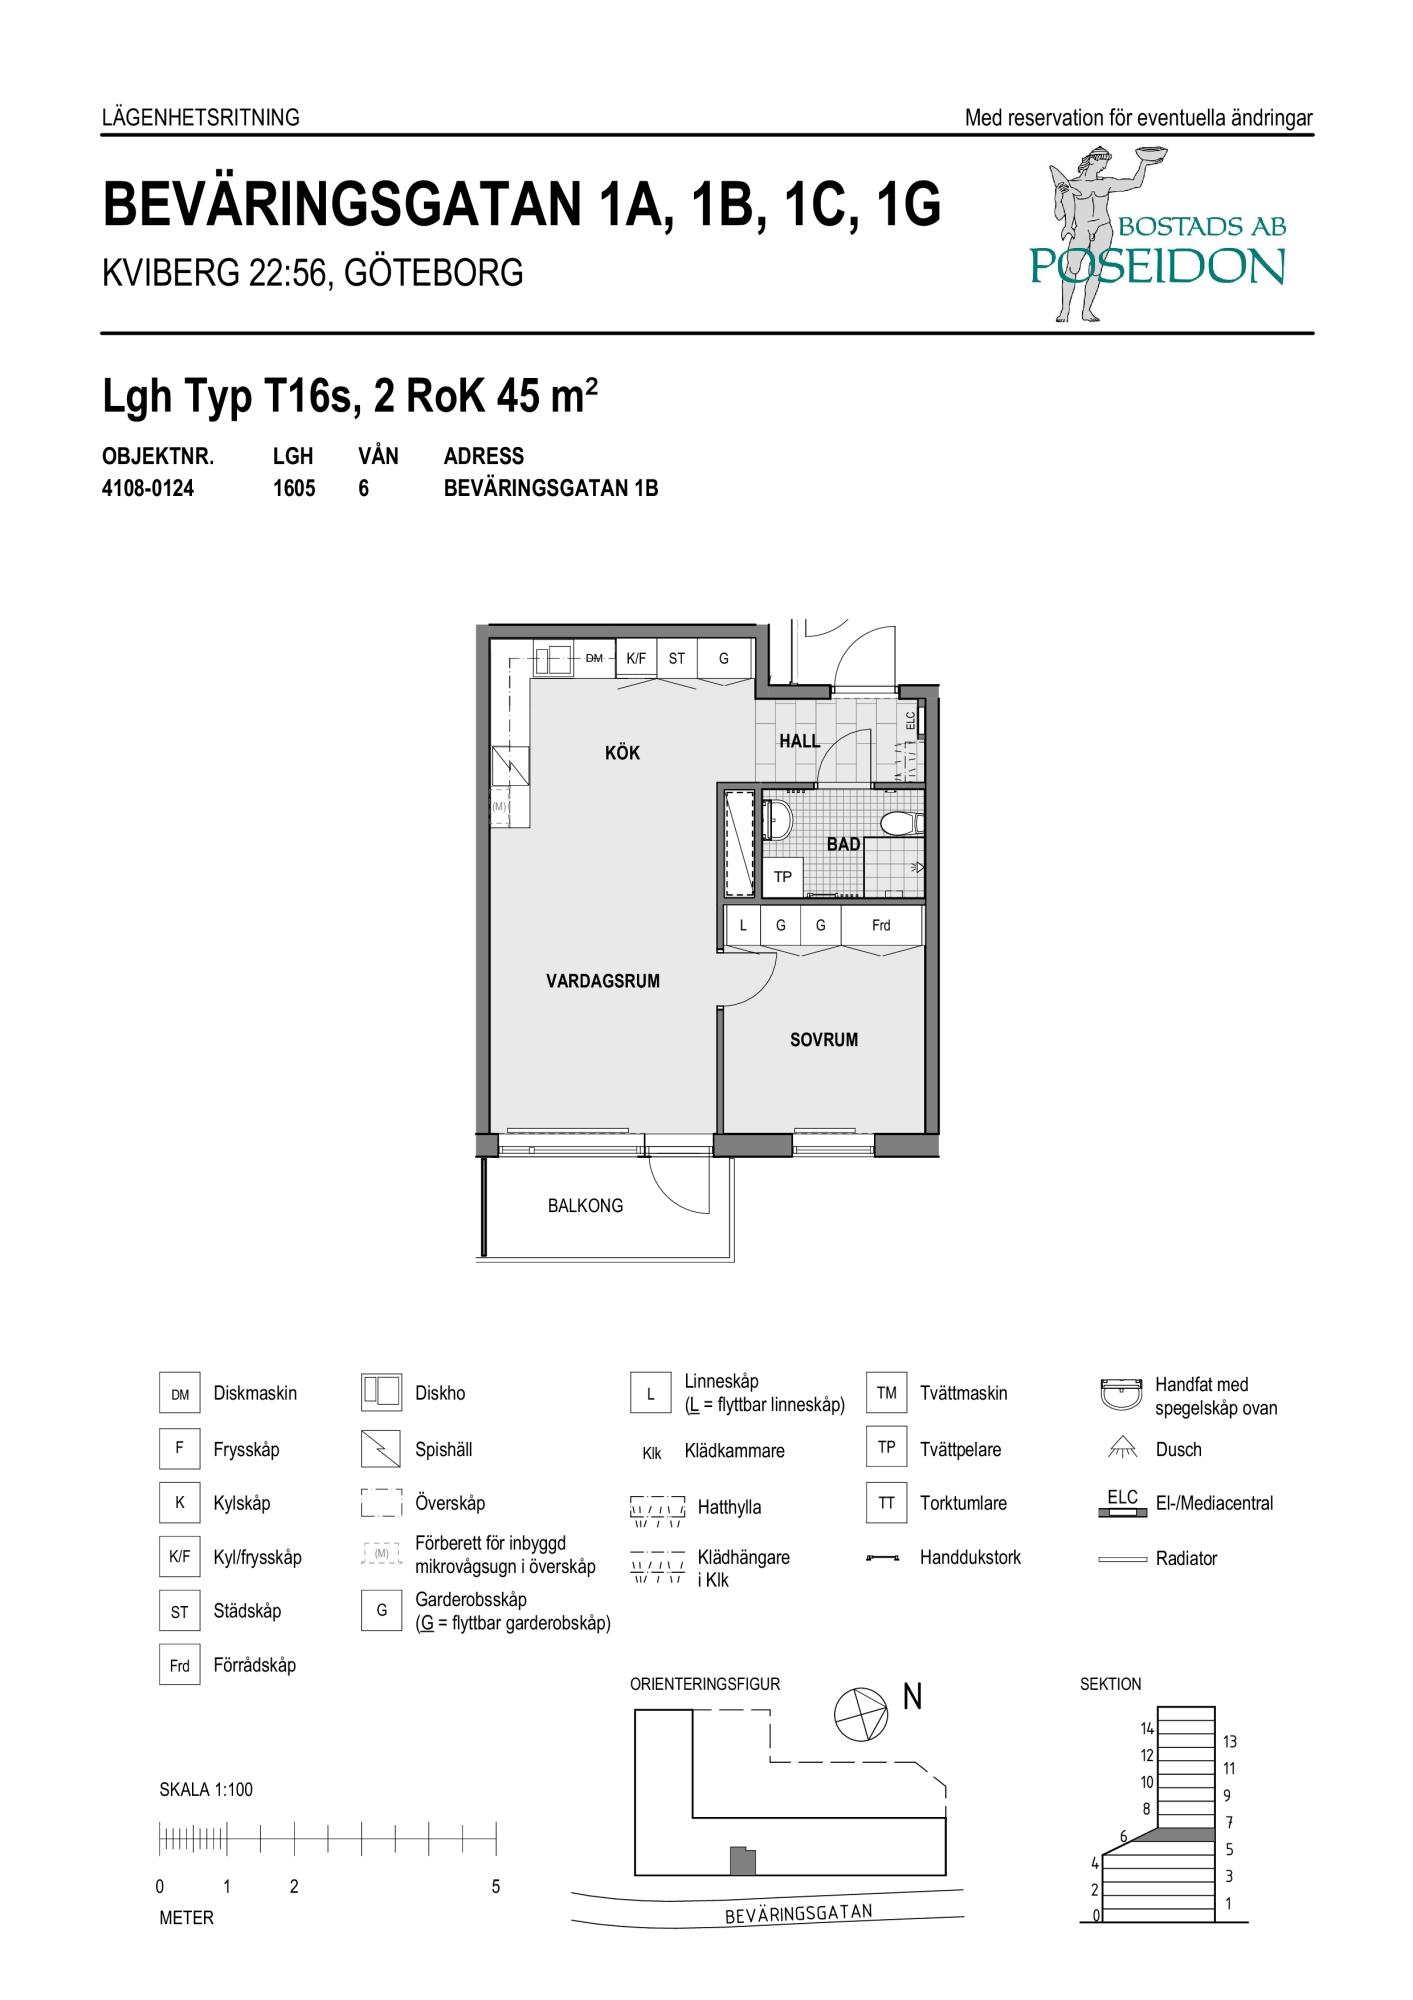 LÄGENHETSRITNING
Med reservation för eventuella ändringar
BEVÄRINGSGATAN 1A, 1B, 1C, 1G
KVIBERG 22:56, GÖTEBORG
BOSTADS AB
POSEIDON
Lgh Typ T16s, 2 RoK 45 m²
OBJEKTNR. LGH VÅN ADRESS
4108-0124 1605 6 BEVÄRINGSGATAN 1B
DM K/F ST G
ELC
HALL
KÖK
(M)
BAD
TP
L G G Frd
VARDAGSRUM
SOVRUM
BALKONG
DM Diskmaskin
F Frysskåp
K Kylskåp
K/F Kyl/frysskåp
ST Städskåp
Frd Förrådskåp
Diskho
Spishäll
Överskåp
(M) Förberett för inbyggd
mikrovågsugn i överskåp
G Garderobsskåp
(G = flyttbar garderobskåp)
L Linneskåp
(L = flyttbar linneskåp)
Klk Klädkammare
Hatthylla
Klädhängare
i Klk
TM Tvättmaskin
TP Tvättpelare
TT Torktumlare
Handdukstork
Handfat med
spegelskåp ovan
Dusch
ELC El-/Mediacentral
Radiator
SKALA 1:100
0 1 2 5
METER
ORIENTERINGSFIGUR
N
BEVÄRINGSGATAN
SEKTION
14
13
12
11
10
9
8
7
6
5
4
3
2
1
0